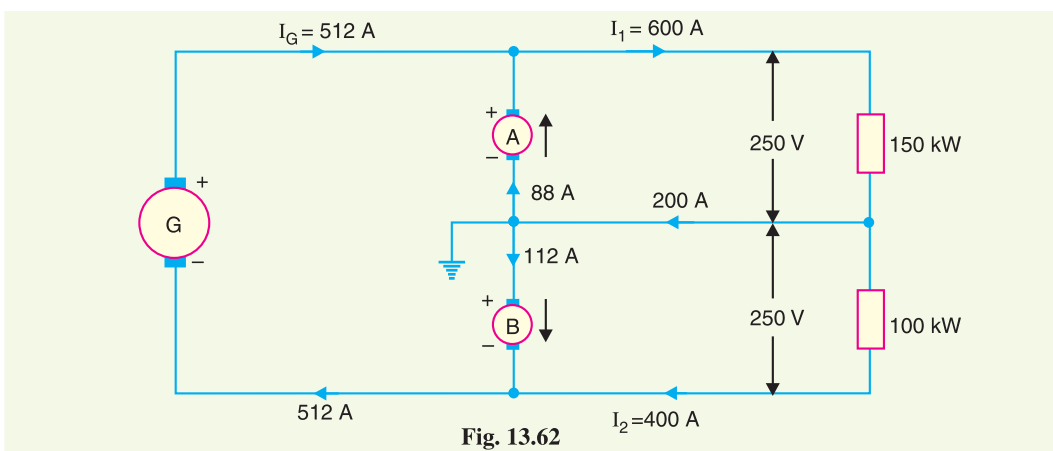 I_G = 512 A
I_1 = 600 A
+
A
−
250 V
150 kW
88 A
200 A
+
G
−
112 A
+
B
−
250 V
100 kW
512 A
I_2 =400 A
Fig. 13.62